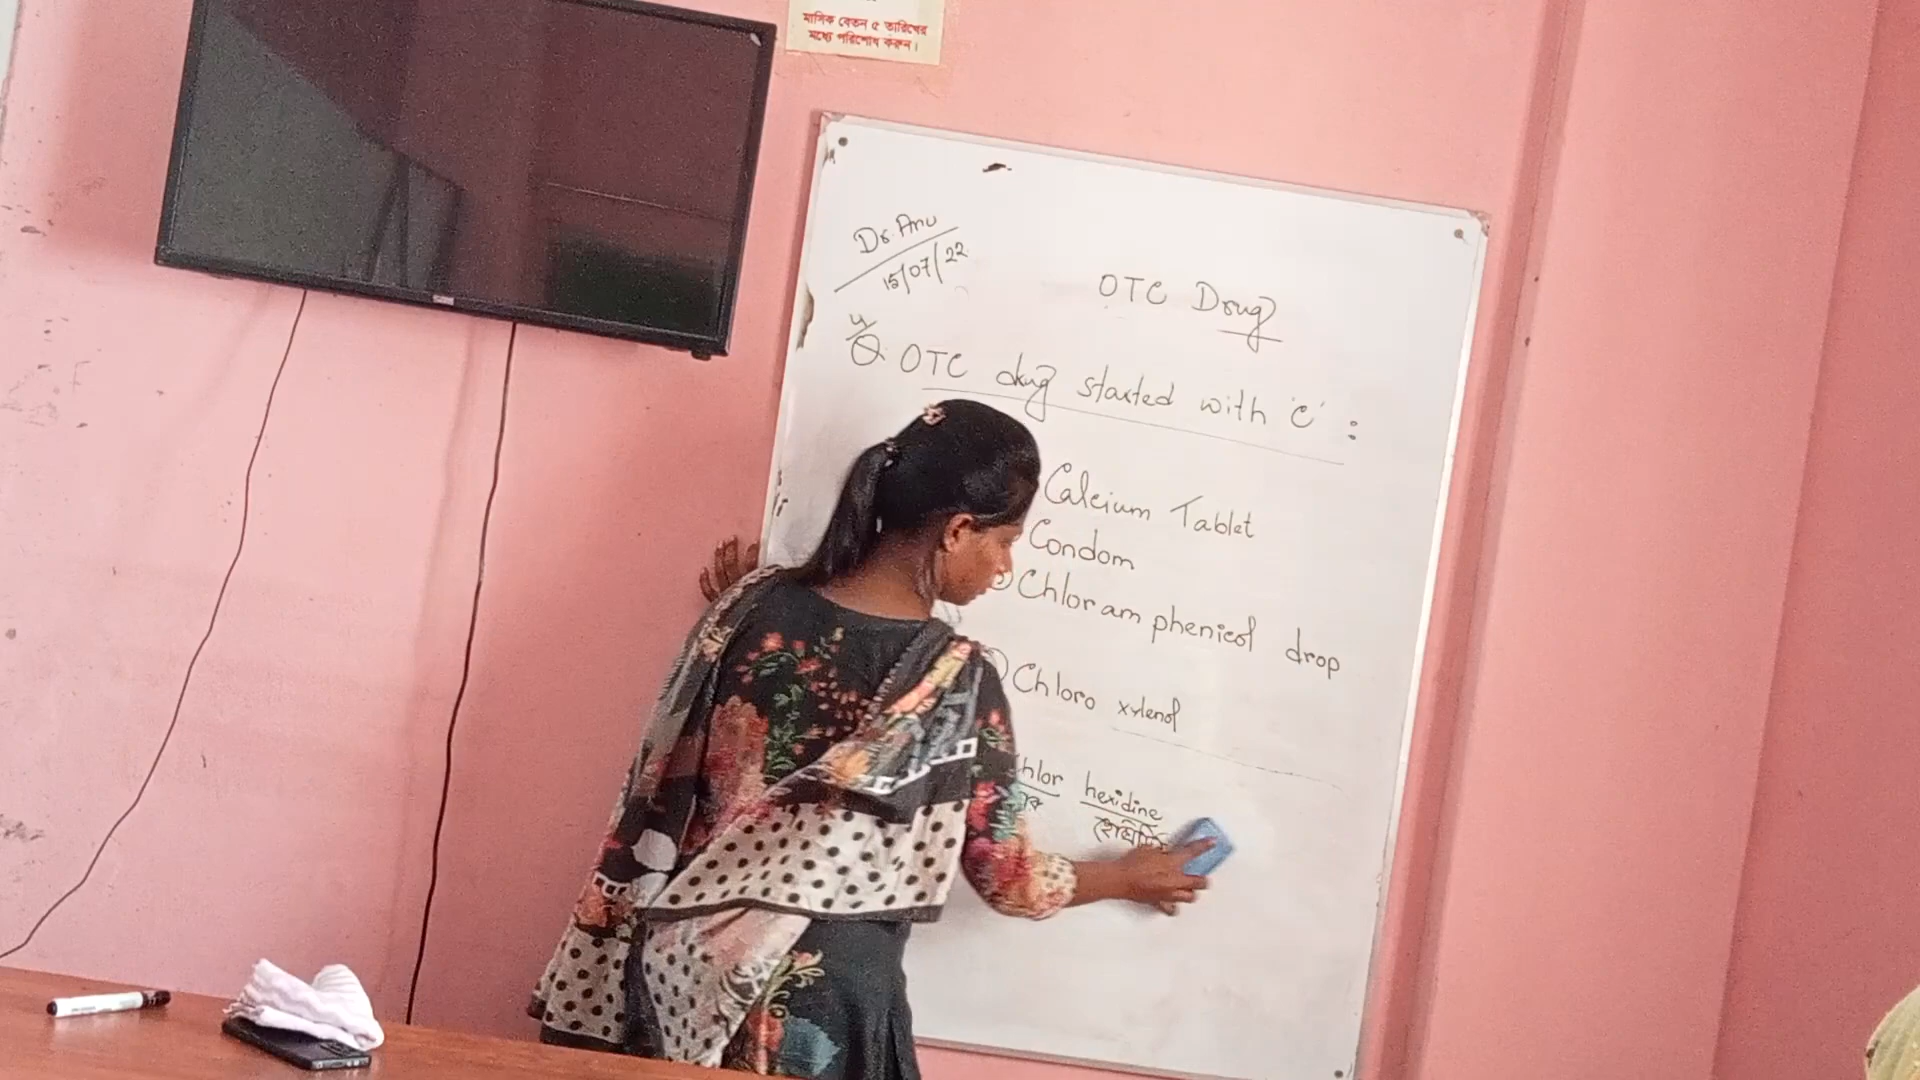 মাসিক বেতন ৫ তারিখের
মধ্যে পরিশোধ করুন।
Dr. Anu
15/07/22
OTC Drug
Q. OTC drug started with 'C' :
Calcium Tablet
Condom
Chloramphenicol drop
Chloro xylenol
hlor hexidine